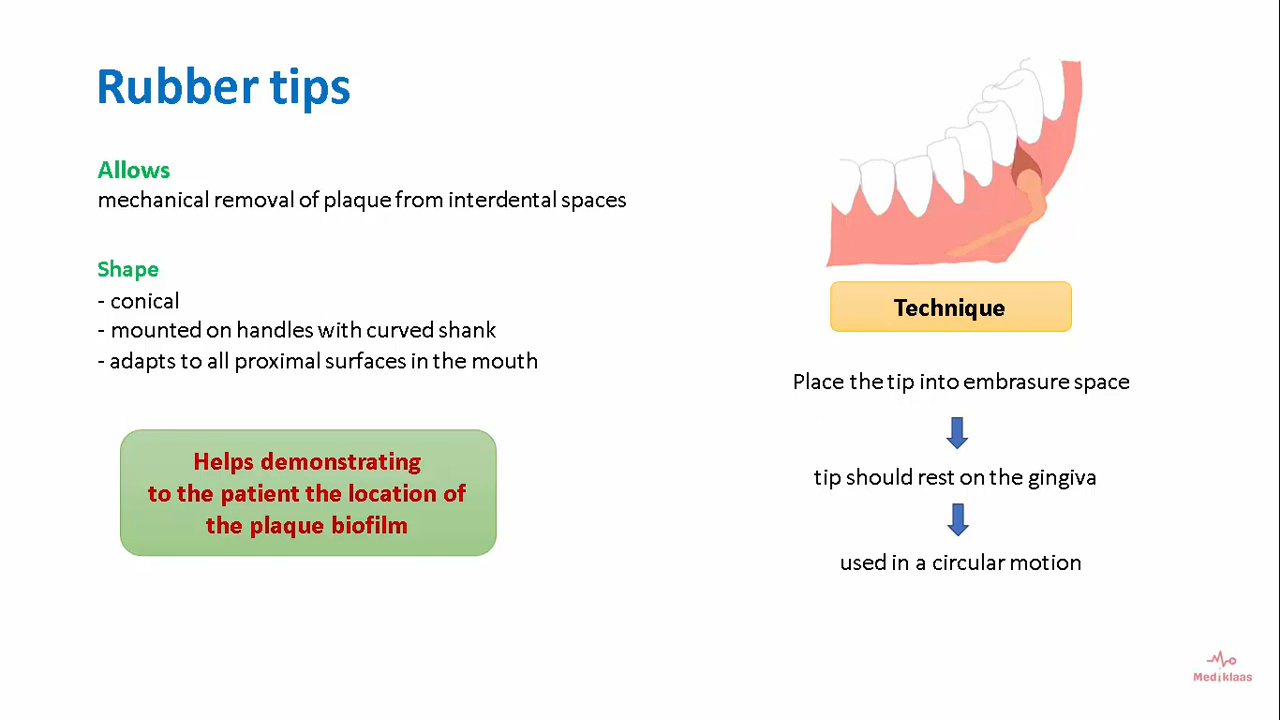 Rubber tips
Allows
mechanical removal of plaque from interdental spaces
Shape
- conical
- mounted on handles with curved shank
- adapts to all proximal surfaces in the mouth
Helps demonstrating
to the patient the location of
the plaque biofilm
Technique
Place the tip into embrasure space
tip should rest on the gingiva
used in a circular motion
Mediklaas